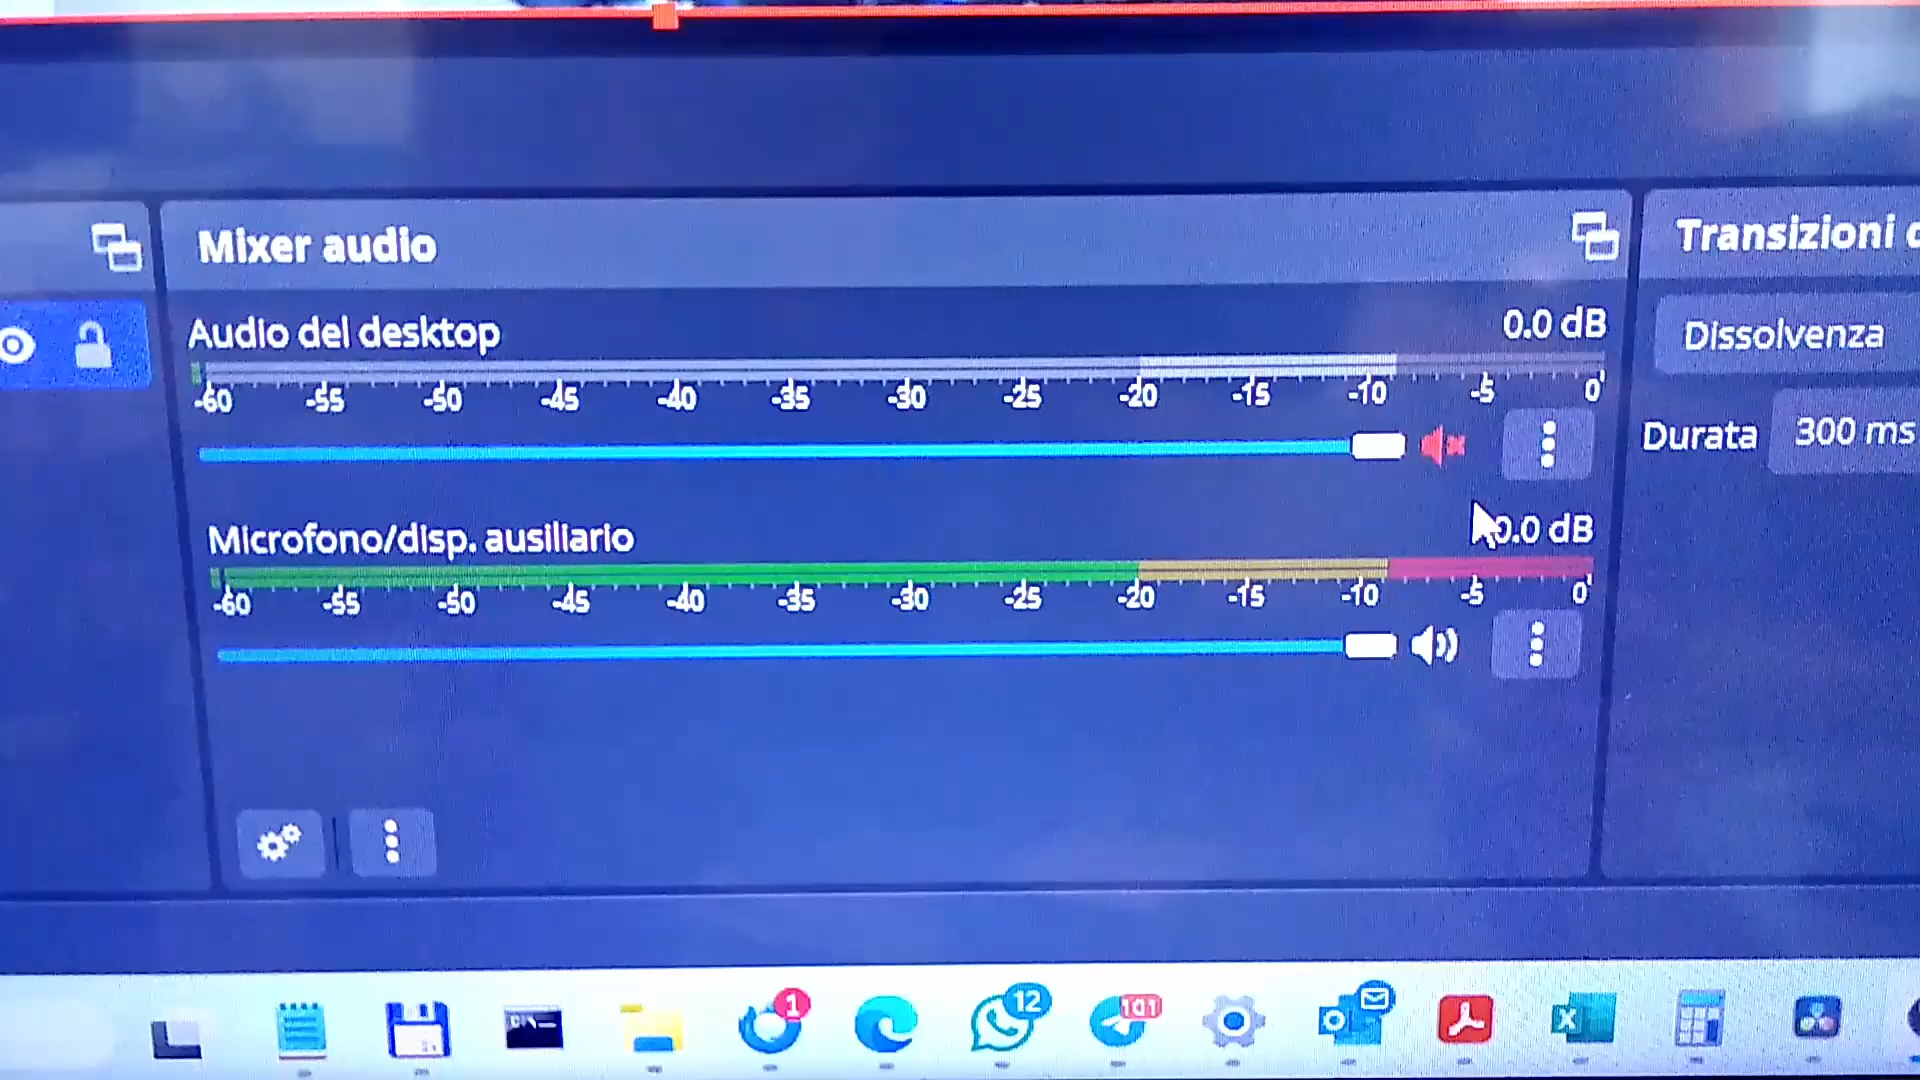 Mixer audio
Transizioni
Audio del desktop
0.0 dB
-60 -55 -50 -45 -40 -35 -30 -25 -20 -15 -10 -5 0
Dissolvenza
Durata
300 ms
Microfono/disp. ausiliario
0.0 dB
-60 -55 -50 -45 -40 -35 -30 -25 -20 -15 -10 -5 0
1
12
101